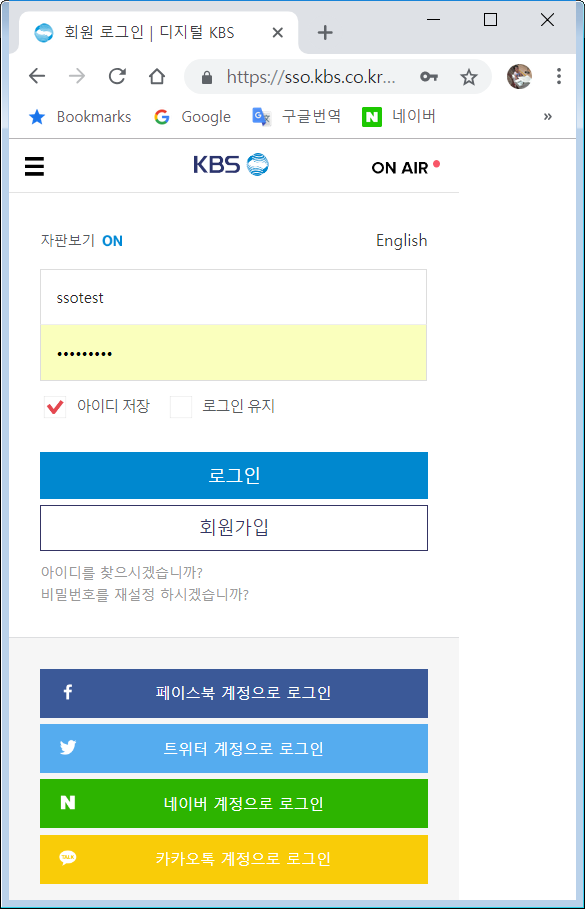 회원 로그인 | 디지털 KBS
https://sso.kbs.co.kr...
Bookmarks Google 구글번역 네이버 »
KBS ON AIR
자판보기 ON English
ssotest
•••••••••
아이디 저장 로그인 유지
로그인
회원가입
아이디를 찾으시겠습니까?
비밀번호를 재설정 하시겠습니까?
페이스북 계정으로 로그인
트위터 계정으로 로그인
N 네이버 계정으로 로그인
TALK 카카오톡 계정으로 로그인